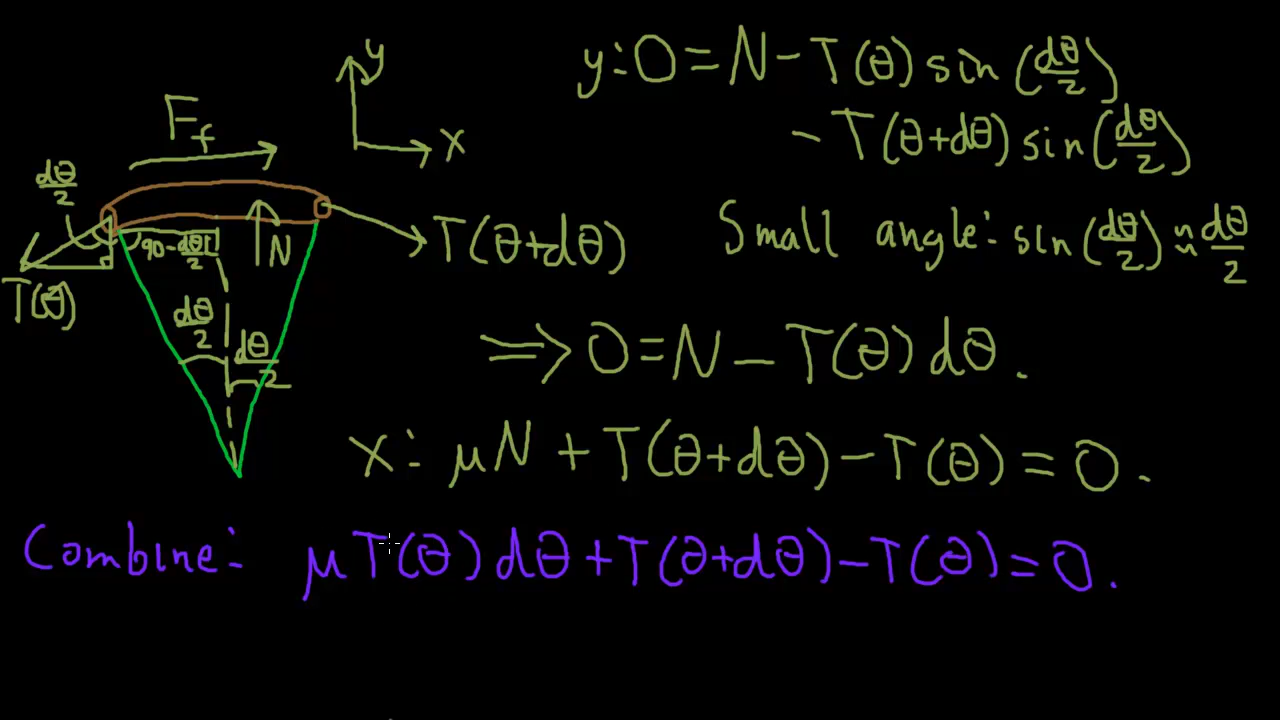 y: 0 = N - T(θ) sin(dθ/2)
- T(θ+dθ) sin(dθ/2)
y
F_f
x
dθ/2
90 - dθ/2
N
T(θ+dθ)
T(θ)
dθ/2
dθ/2
Small angle: sin(dθ/2) ≈ dθ/2
⇒ 0 = N - T(θ) dθ.
x: μN + T(θ+dθ) - T(θ) = 0.
Combine: μT(θ) dθ + T(θ+dθ) - T(θ) = 0.